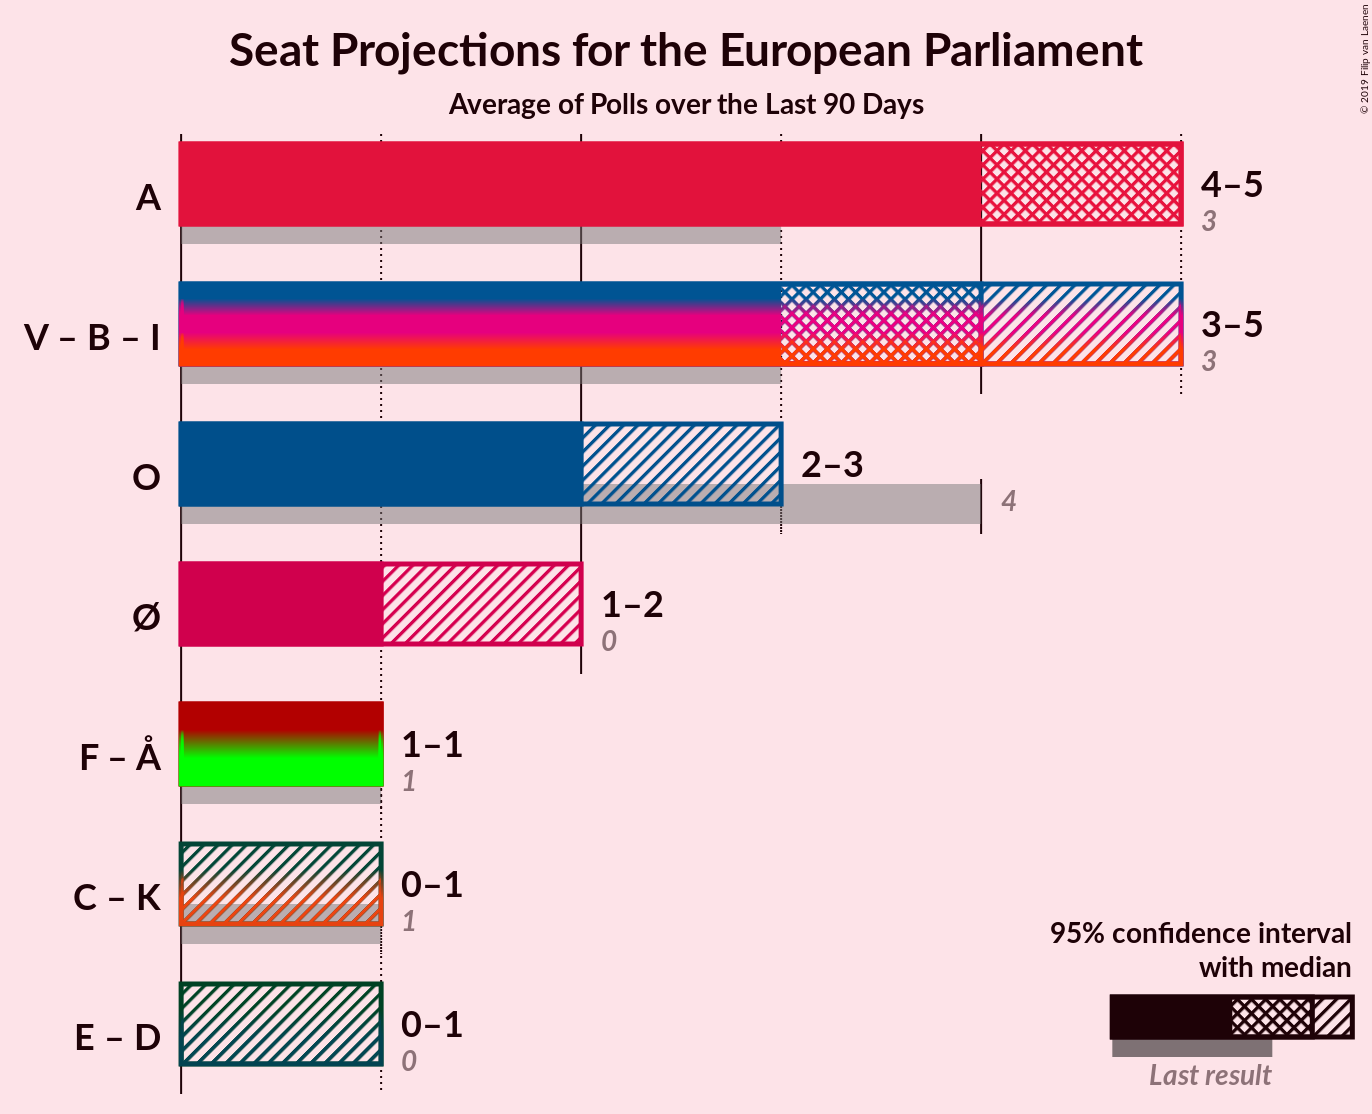 Seat Projections for the European Parliament
Average of Polls over the Last 90 Days
© 2019 Filip van Laenen
A
4–5
3
V – B – I
3–5
3
O
2–3
4
Ø
1–2
0
F – Å
1–1
1
C – K
0–1
1
E – D
0–1
0
95% confidence interval
with median
Last result